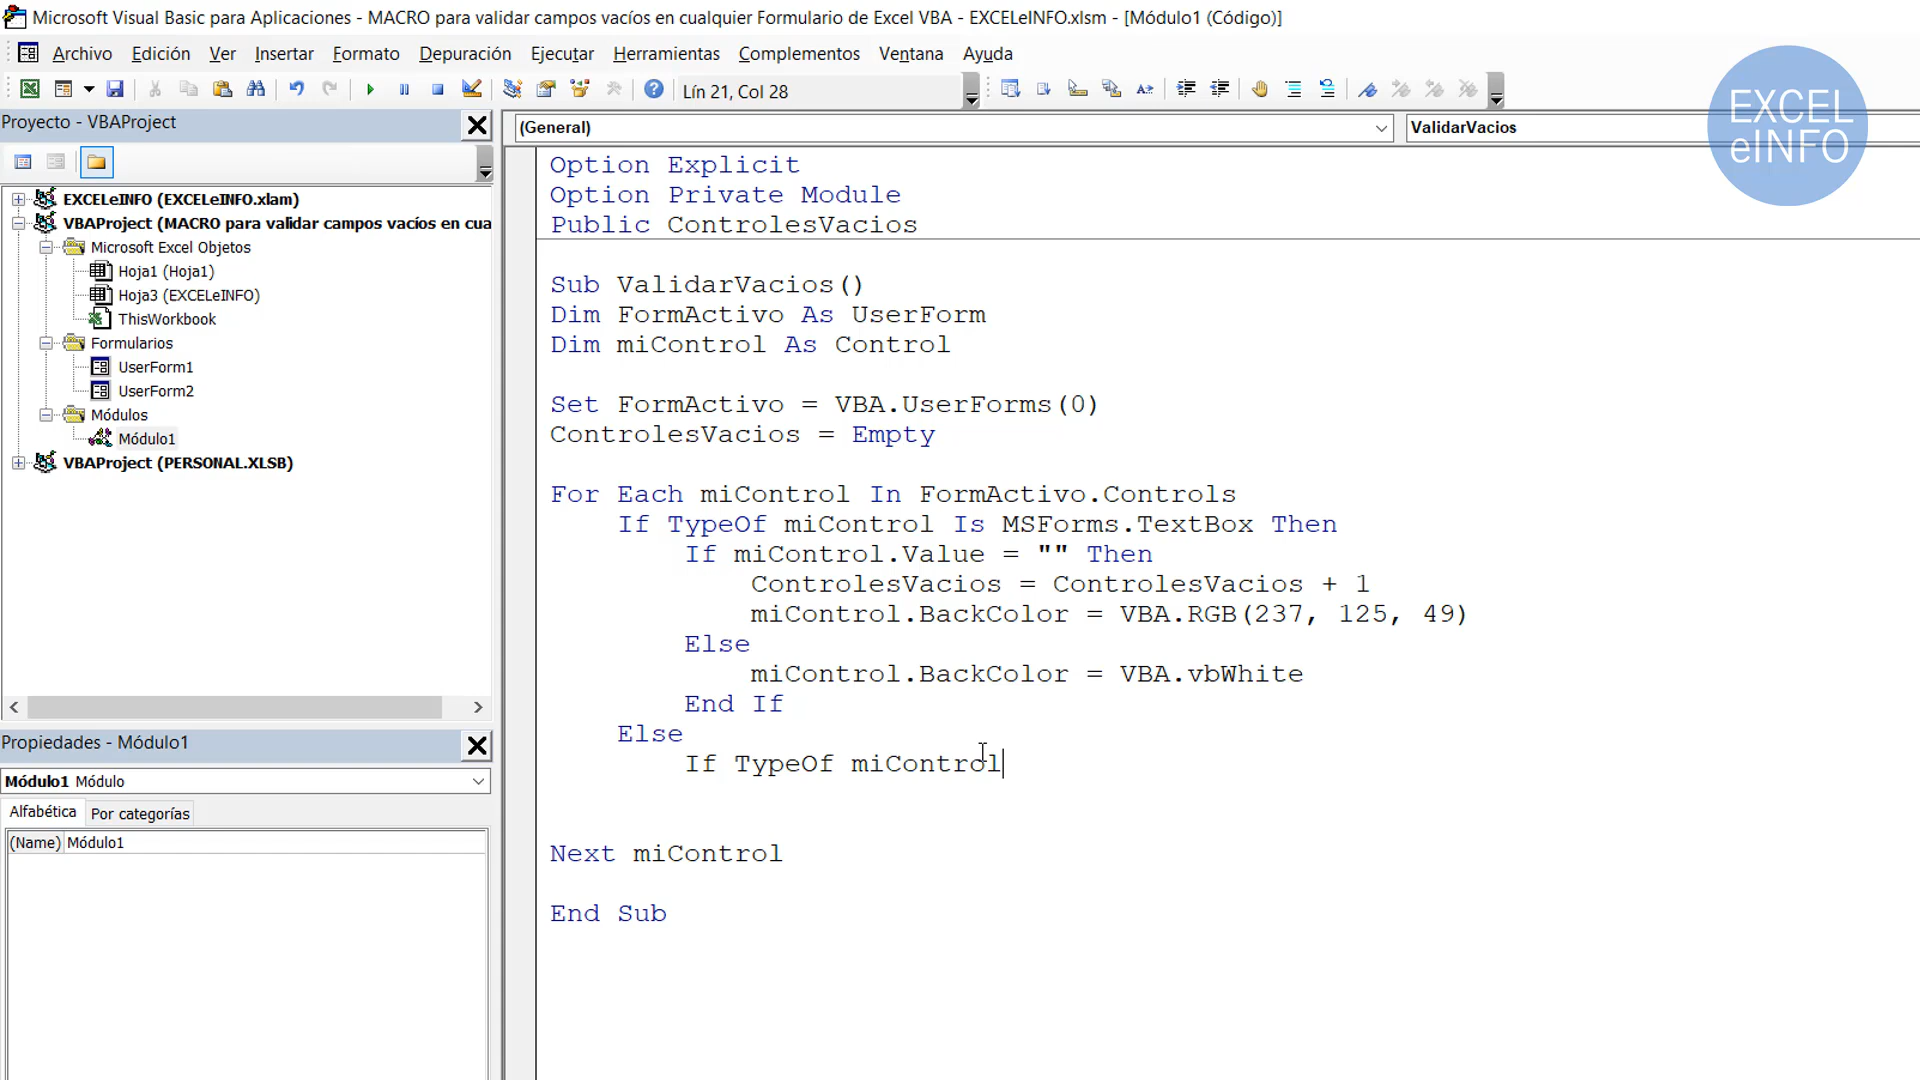 Microsoft Visual Basic para Aplicaciones - MACRO para validar campos vacíos en cualquier Formulario de Excel VBA - EXCELeINFO.xlsm - [Módulo1 (Código)]
Archivo Edición Ver Insertar Formato Depuración Ejecutar Herramientas Complementos Ventana Ayuda
Lín 21, Col 28
EXCEL
eINFO
Proyecto - VBAProject
(General)
ValidarVacios
EXCELeINFO (EXCELeINFO.xlam)
VBAProject (MACRO para validar campos vacíos en cua
Microsoft Excel Objetos
Hoja1 (Hoja1)
Hoja3 (EXCELeINFO)
ThisWorkbook
Formularios
UserForm1
UserForm2
Módulos
Módulo1
VBAProject (PERSONAL.XLSB)
Propiedades - Módulo1
Módulo1 Módulo
Alfabética Por categorías
(Name) Módulo1
Option Explicit
Option Private Module
Public ControlesVacios
Sub ValidarVacios()
Dim FormActivo As UserForm
Dim miControl As Control
Set FormActivo = VBA.UserForms(0)
ControlesVacios = Empty
For Each miControl In FormActivo.Controls
If TypeOf miControl Is MSForms.TextBox Then
If miControl.Value = "" Then
ControlesVacios = ControlesVacios + 1
miControl.BackColor = VBA.RGB(237, 125, 49)
Else
miControl.BackColor = VBA.vbWhite
End If
Else
If TypeOf miControl
Next miControl
End Sub